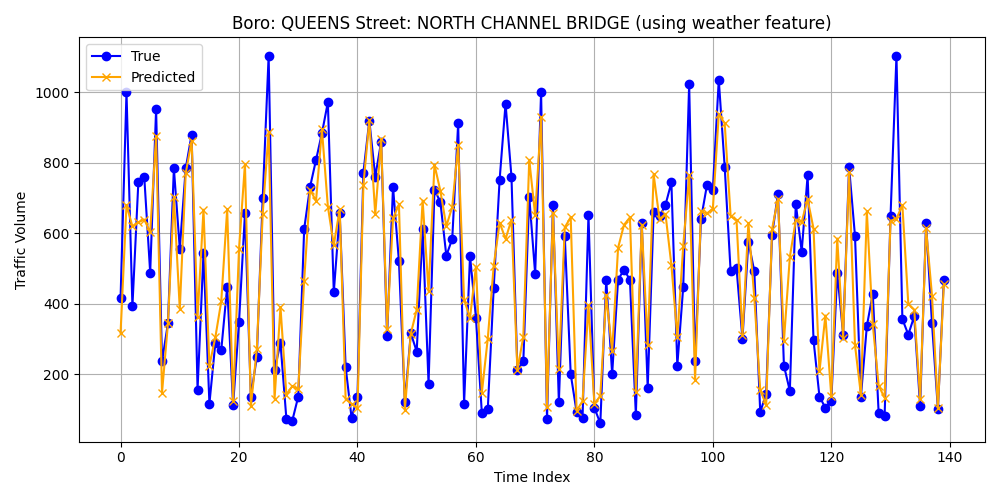 Boro: QUEENS Street: NORTH CHANNEL BRIDGE (using weather feature)
True
Predicted
Traffic Volume
1000
800
600
400
200
0
20
40
60
80
100
120
140
Time Index